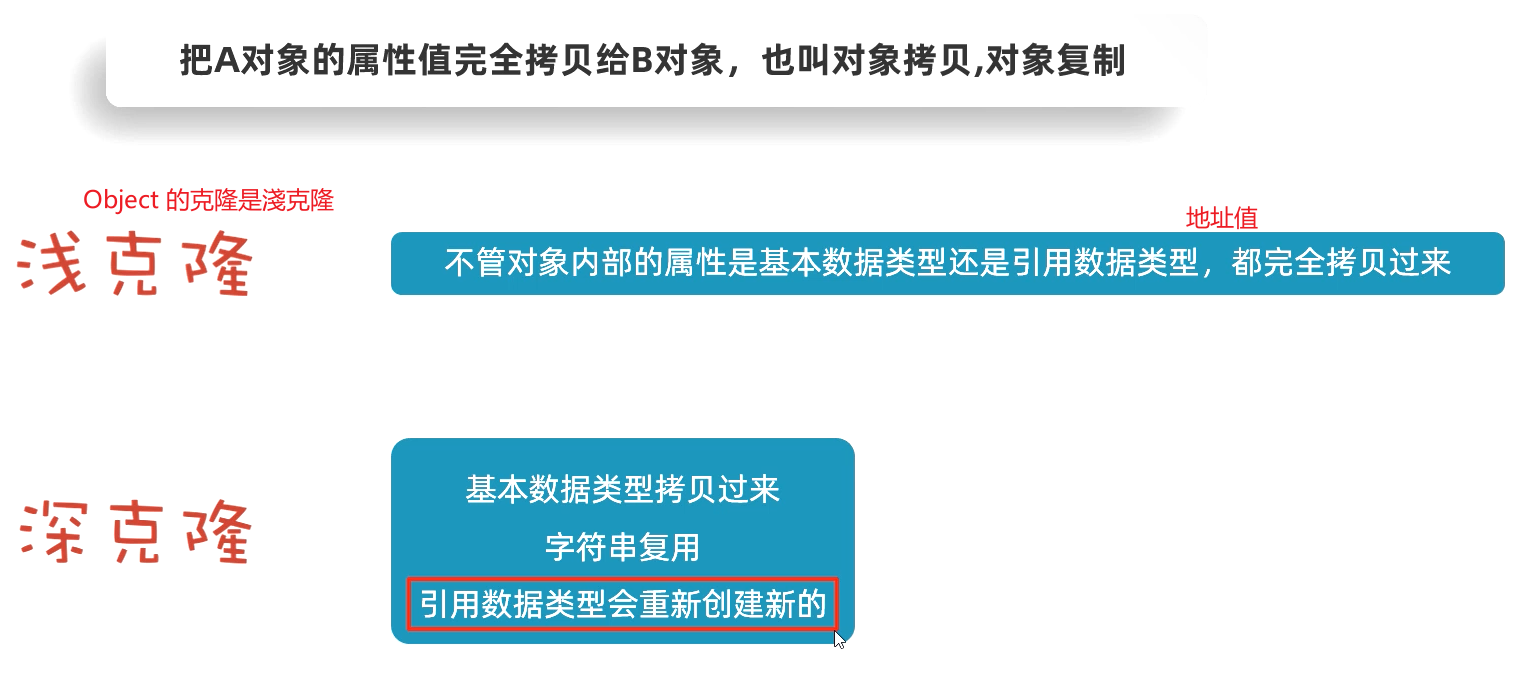 把A对象的属性值完全拷贝给B对象，也叫对象拷贝,对象复制
Object 的克隆是淺克隆
地址值
浅克隆
不管对象内部的属性是基本数据类型还是引用数据类型，都完全拷贝过来
深克隆
基本数据类型拷贝过来
字符串复用
引用数据类型会重新创建新的